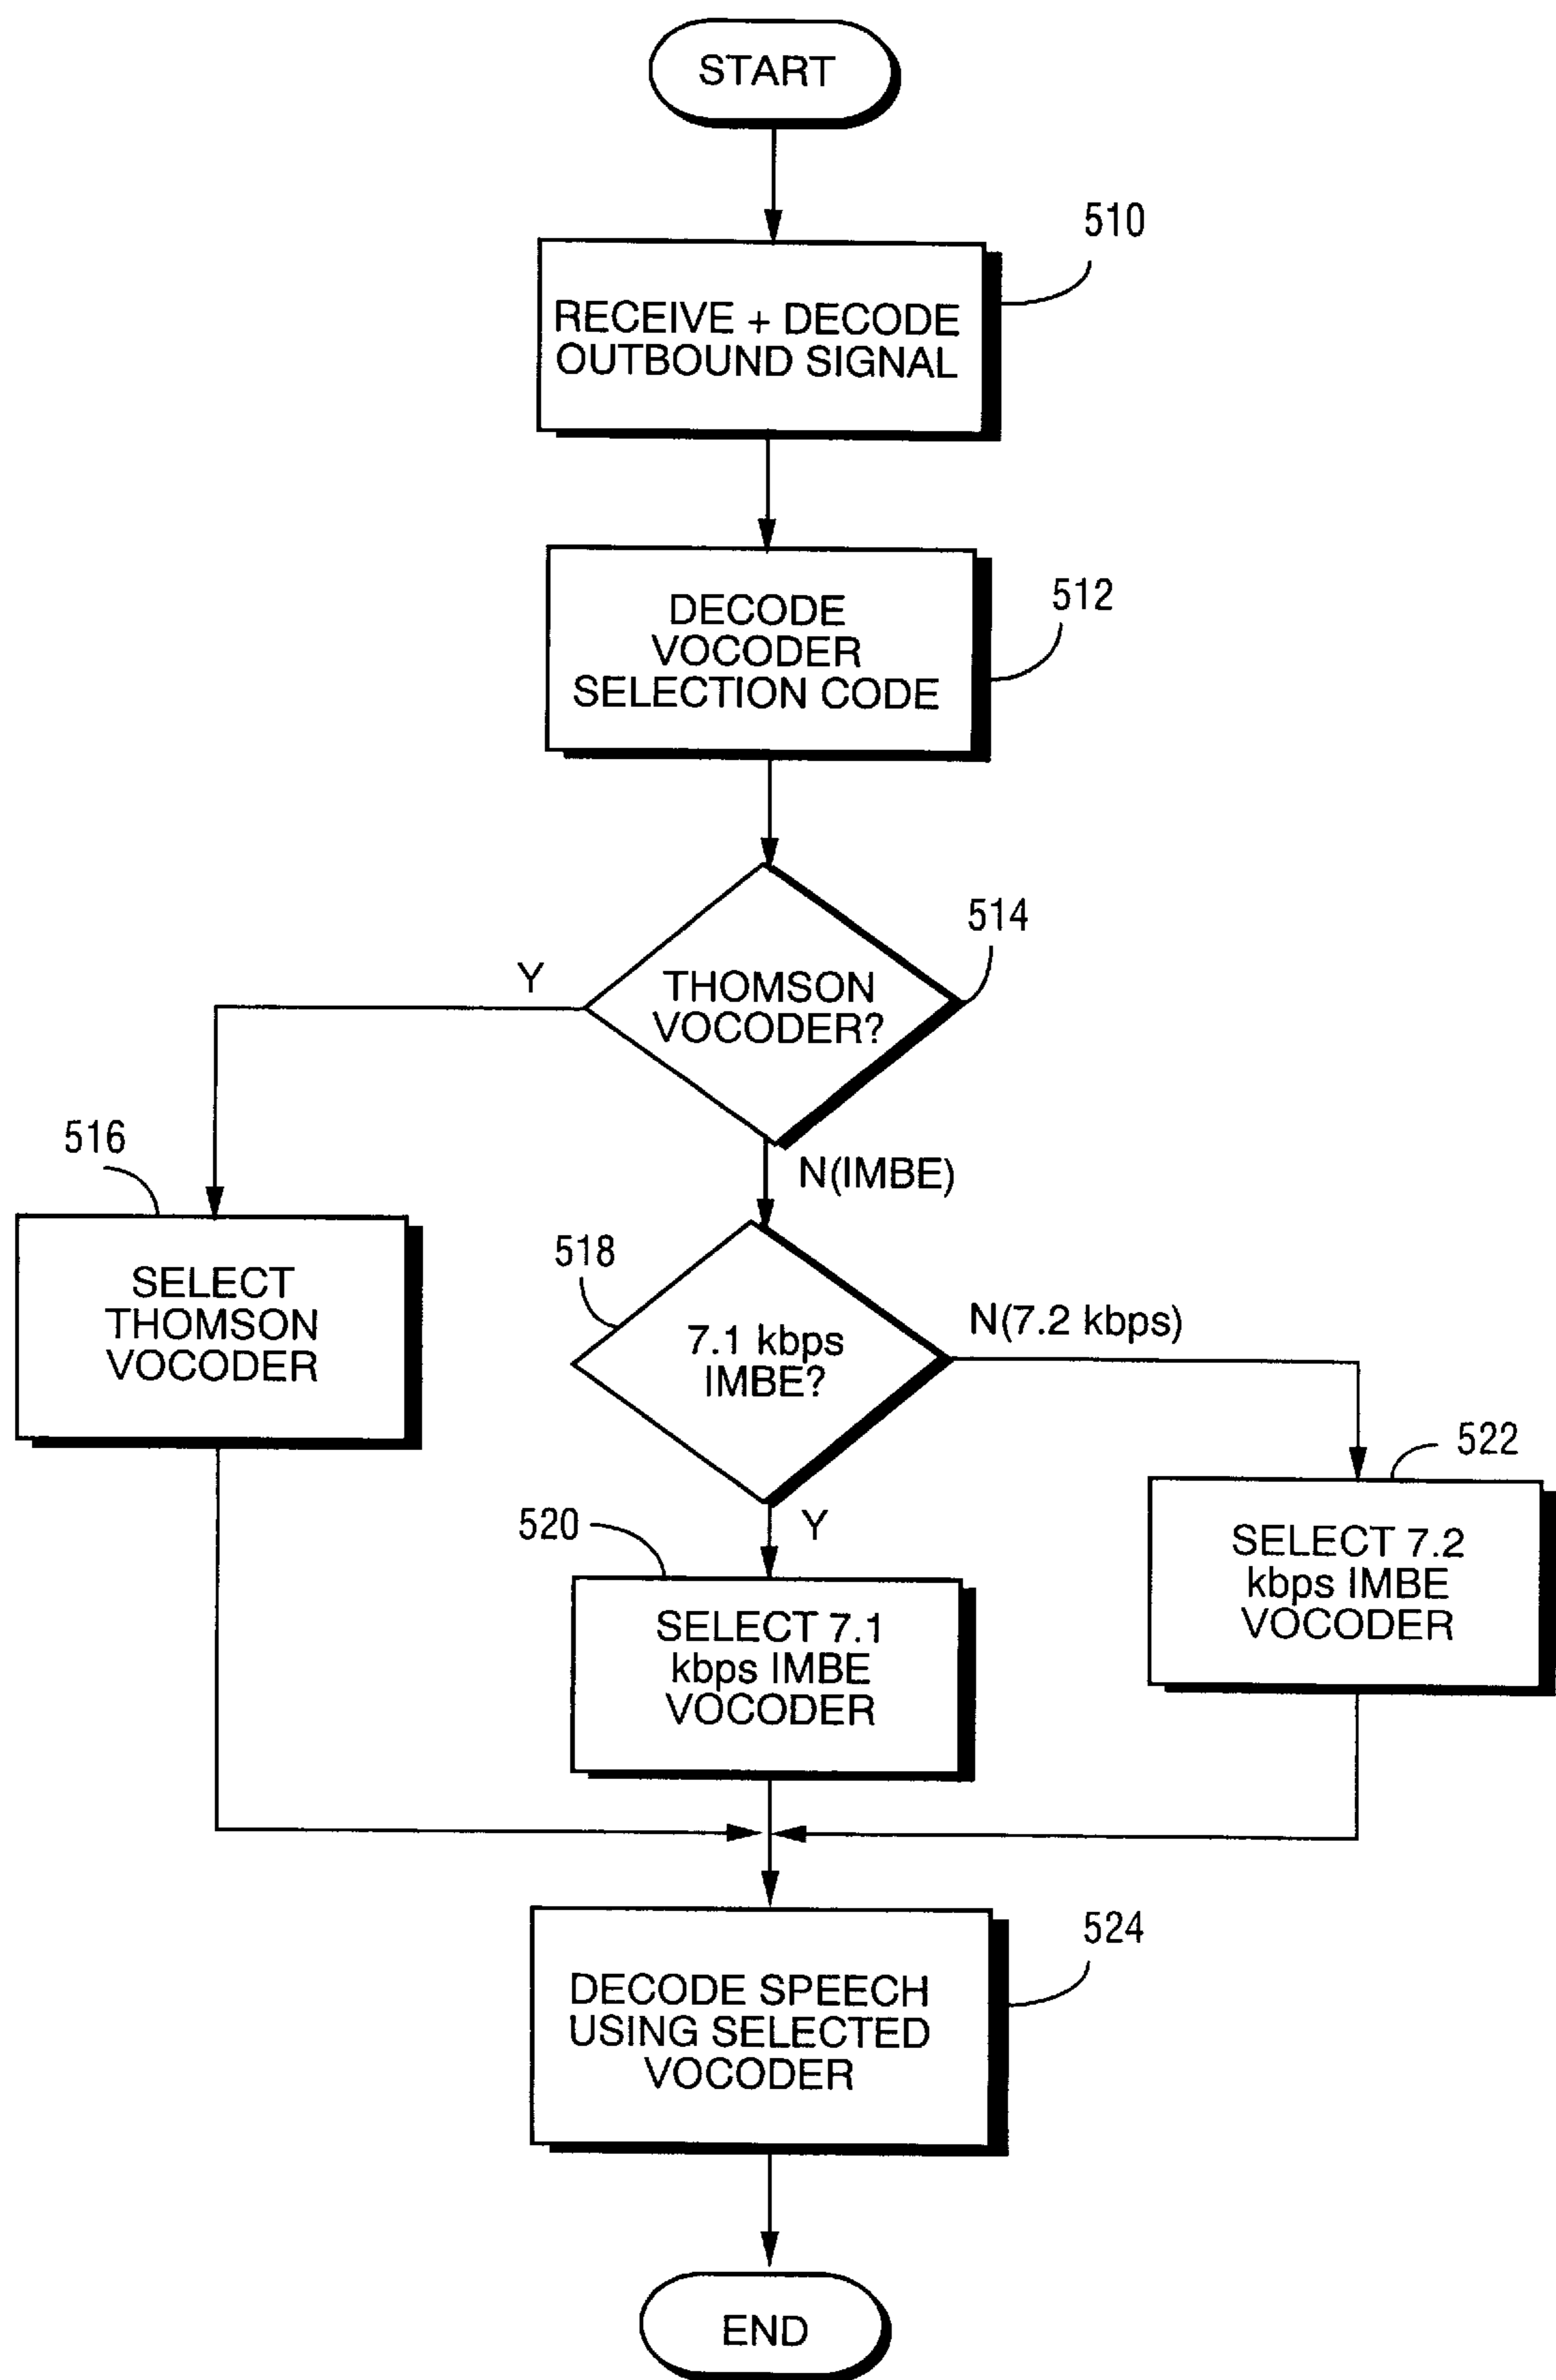 START
510
RECEIVE + DECODE
OUTBOUND SIGNAL
512
DECODE
VOCODER
SELECTION CODE
514
THOMSON
VOCODER?
Y
516
N(IMBE)
SELECT
THOMSON
VOCODER
518
7.1 kbps
IMBE?
N(7.2 kbps)
522
520
Y
SELECT 7.2
kbps IMBE
VOCODER
SELECT 7.1
kbps IMBE
VOCODER
524
DECODE SPEECH
USING SELECTED
VOCODER
END